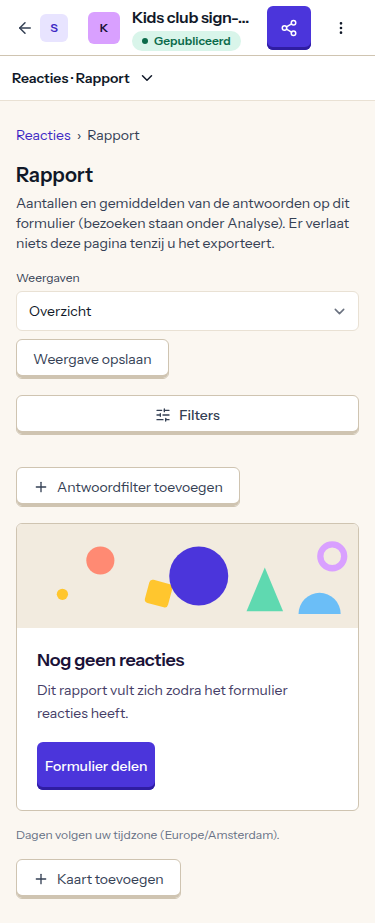 S
K
Kids club sign-...
Gepubliceerd
Reacties · Rapport
Reacties › Rapport
Rapport
Aantallen en gemiddelden van de antwoorden op dit
formulier (bezoeken staan onder Analyse). Er verlaat
niets deze pagina tenzij u het exporteert.
Weergaven
Overzicht
Weergave opslaan
Filters
Antwoordfilter toevoegen
Nog geen reacties
Dit rapport vult zich zodra het formulier
reacties heeft.
Formulier delen
Dagen volgen uw tijdzone (Europe/Amsterdam).
Kaart toevoegen